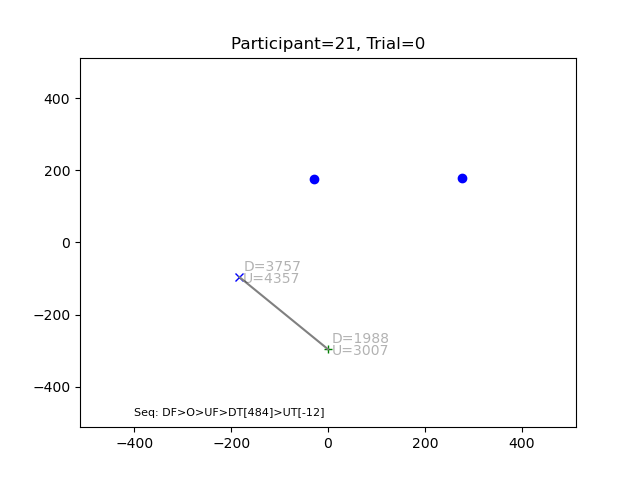 Participant=21, Trial=0
400
200
0
−200
−400
D=3757
U=4357
D=1988
U=3007
Seq: DF>O>UF>DT[484]>UT[-12]
−400
−200
0
200
400